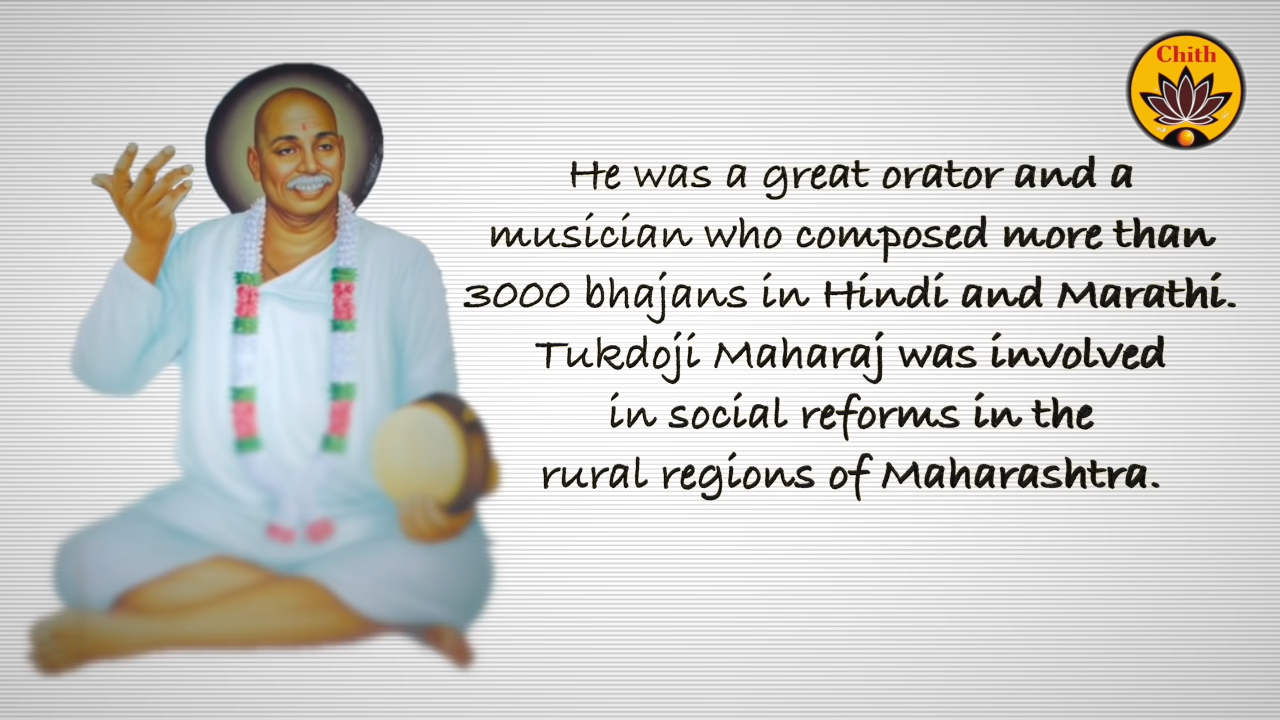 Chith
He was a great orator and a
musician who composed more than
3000 bhajans in Hindi and Marathi.
Tukdoji Maharaj was involved
in social reforms in the
rural regions of Maharashtra.